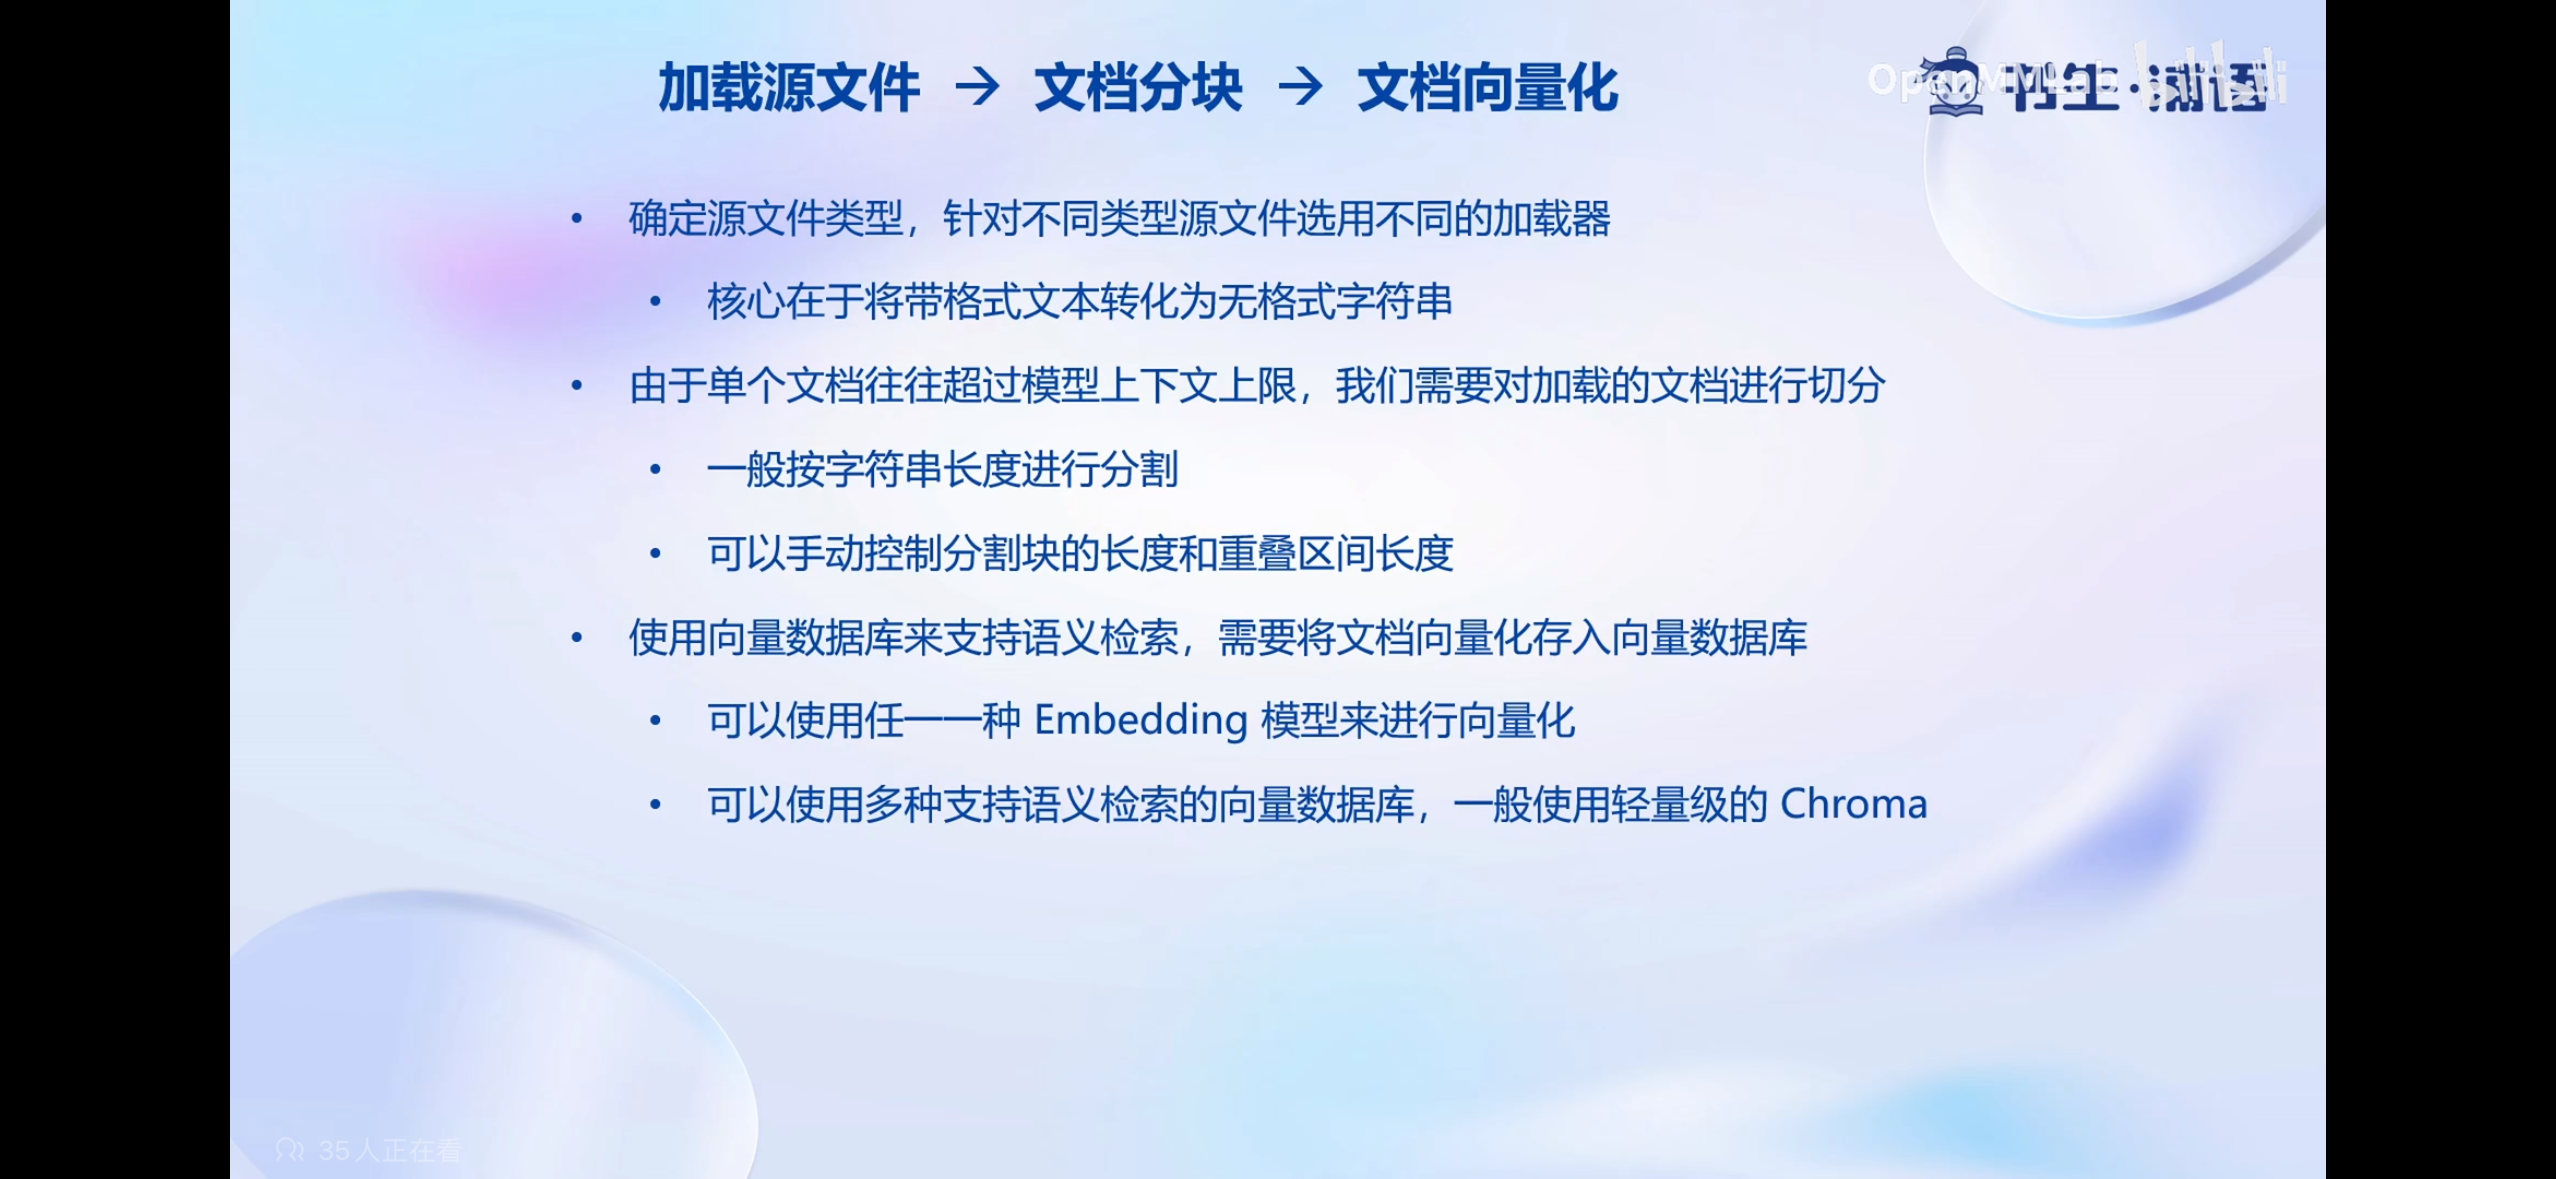 加载源文件 → 文档分块 → 文档向量化
OpenMMLab bilibili
书生·浦语
• 确定源文件类型，针对不同类型源文件选用不同的加载器
• 核心在于将带格式文本转化为无格式字符串
• 由于单个文档往往超过模型上下文上限，我们需要对加载的文档进行切分
• 一般按字符串长度进行分割
• 可以手动控制分割块的长度和重叠区间长度
• 使用向量数据库来支持语义检索，需要将文档向量化存入向量数据库
• 可以使用任一一种 Embedding 模型来进行向量化
• 可以使用多种支持语义检索的向量数据库，一般使用轻量级的 Chroma
35人正在看